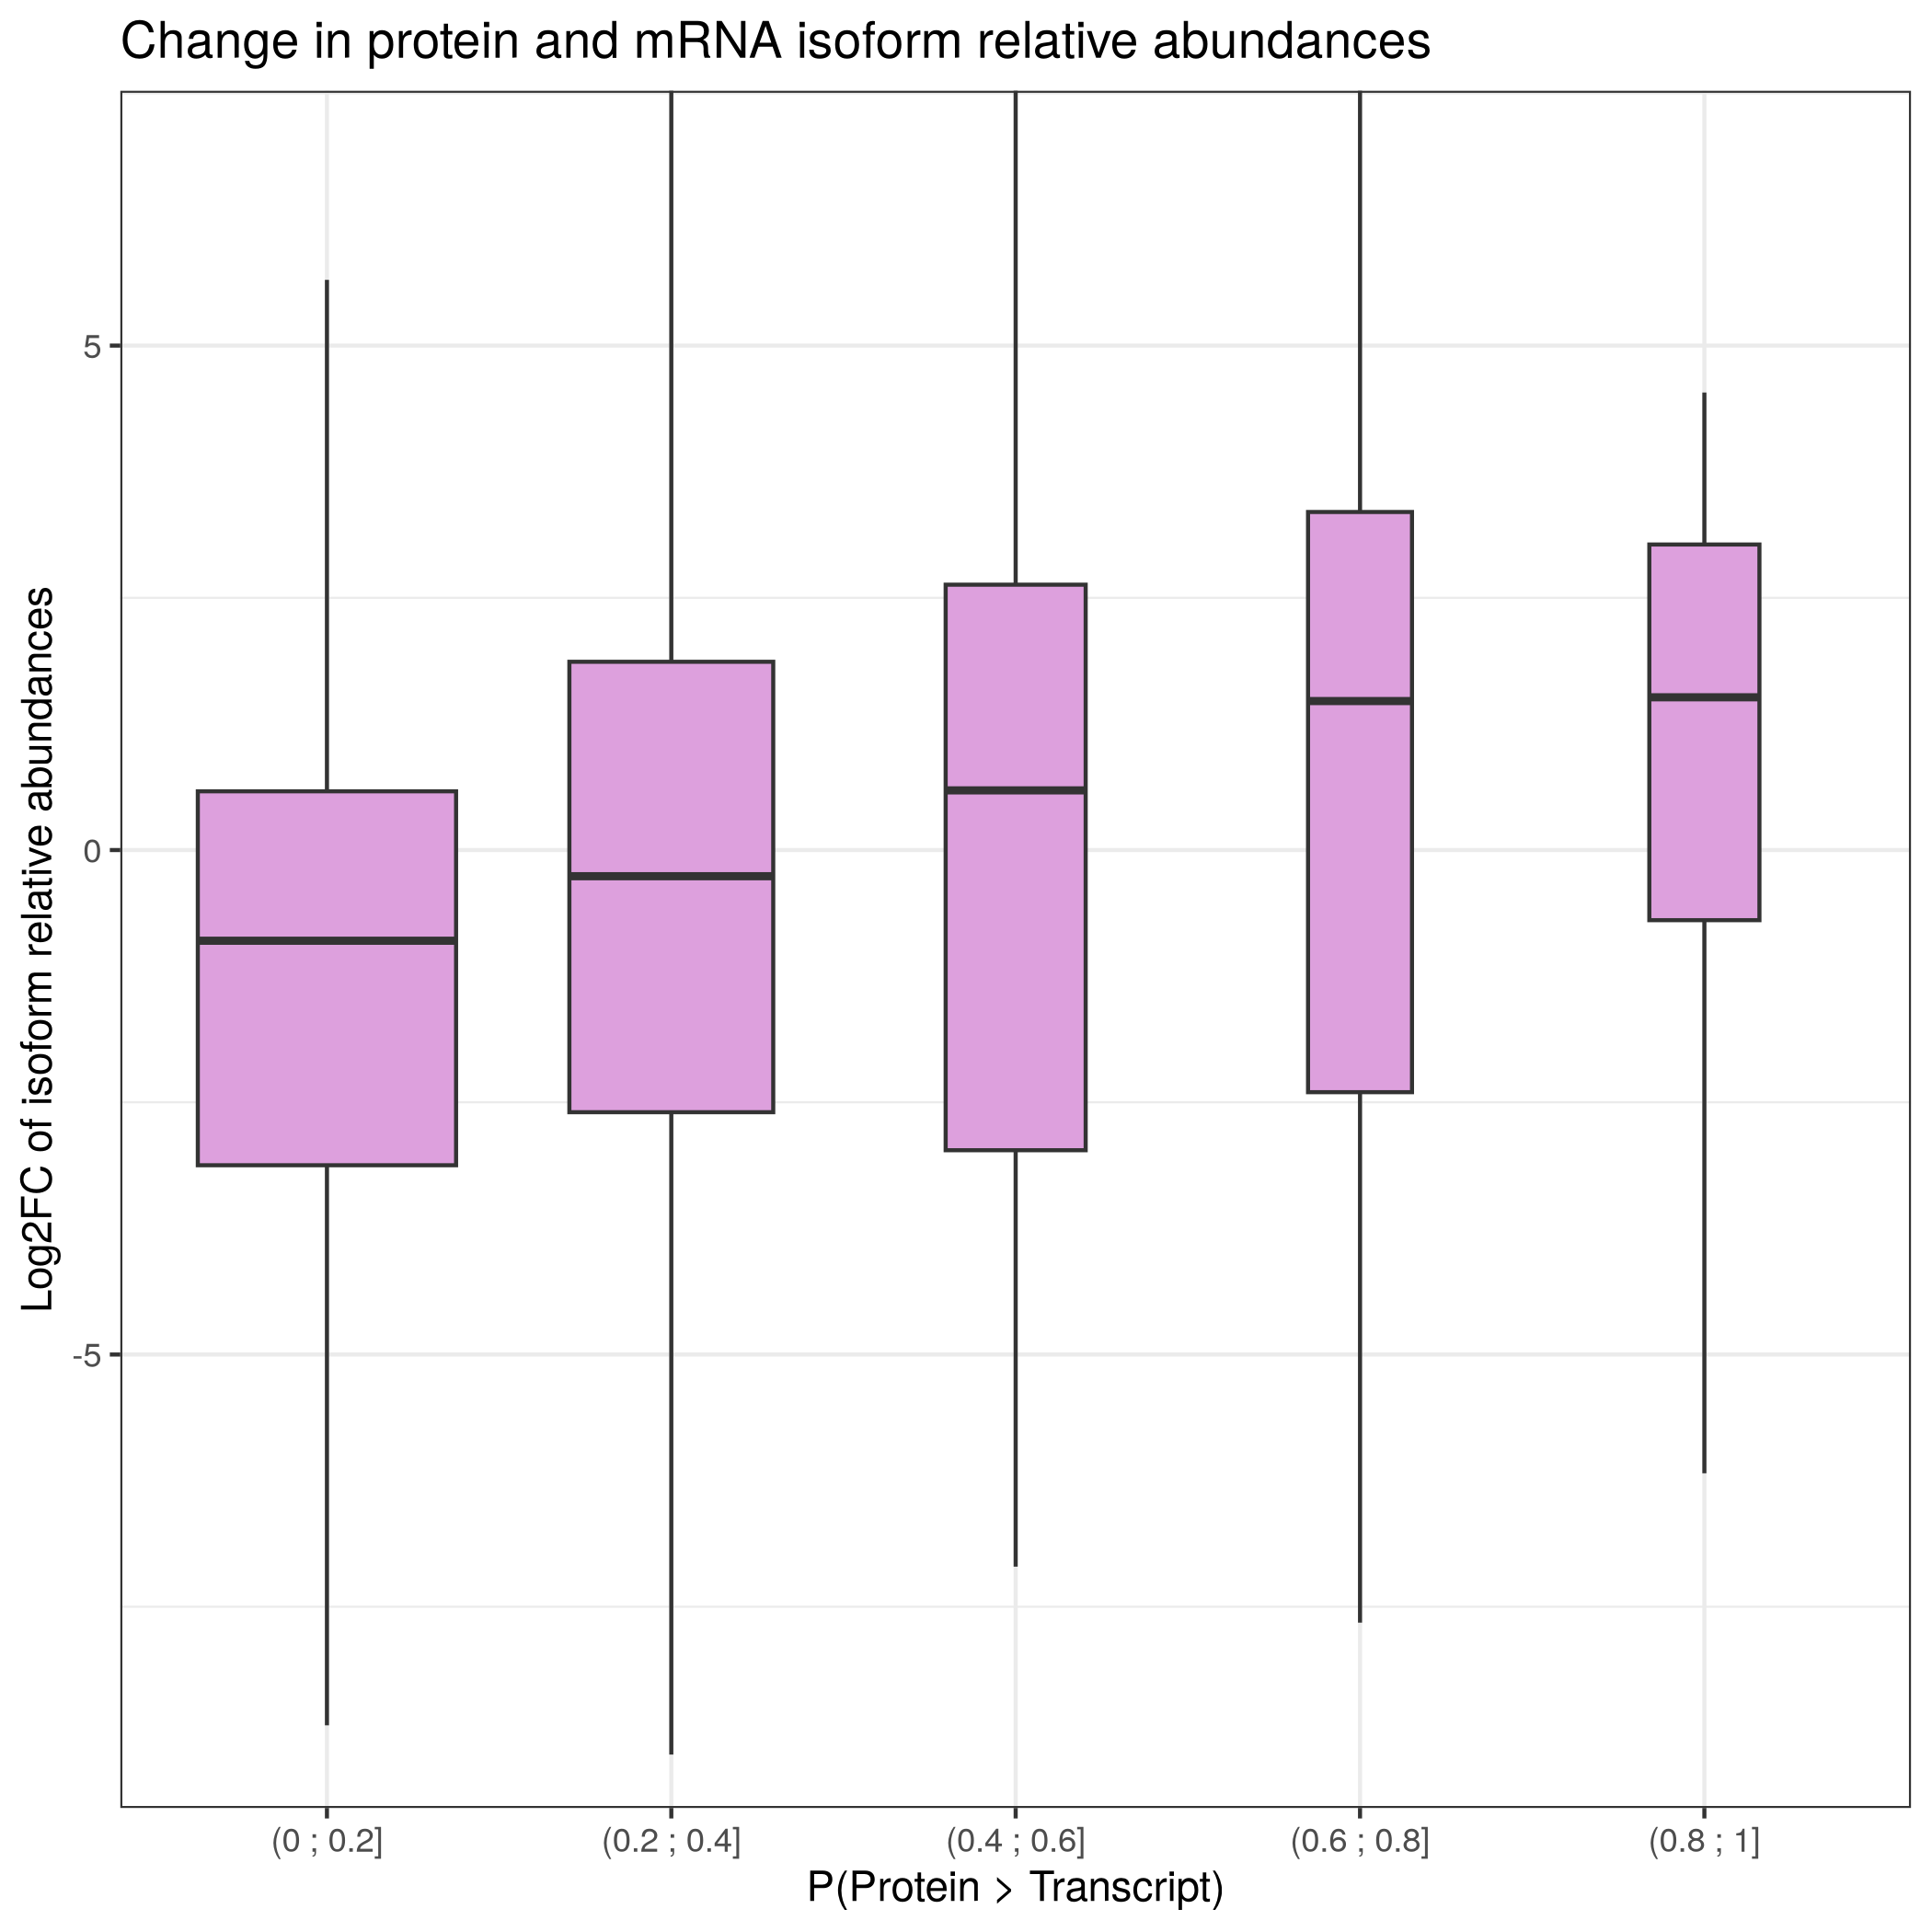 Change in protein and mRNA isoform relative abundances
Log2FC of isoform relative abundances
5
0
-5
(0 ; 0.2]
(0.2 ; 0.4]
(0.4 ; 0.6]
(0.6 ; 0.8]
(0.8 ; 1]
P(Protein > Transcript)